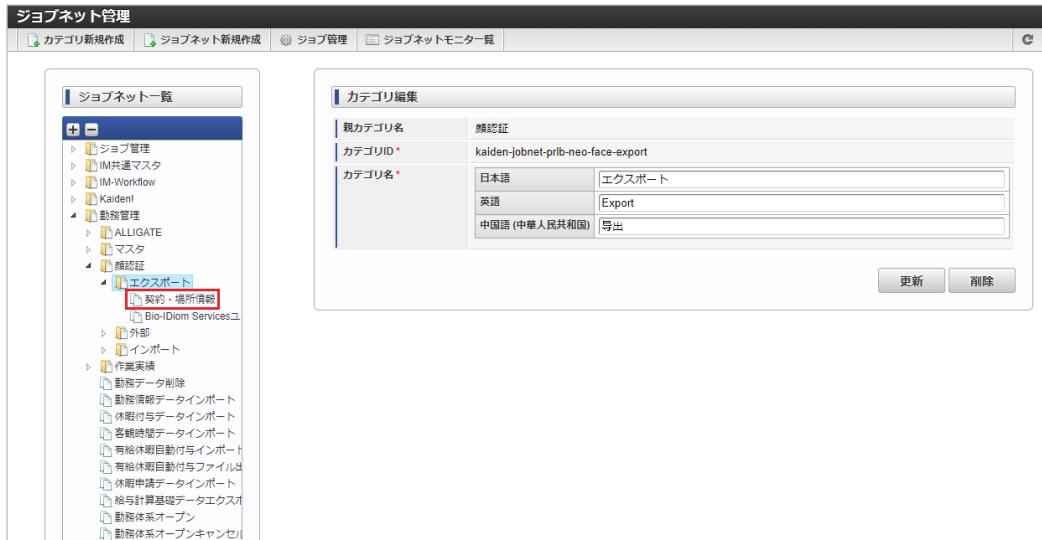 ジョブネット管理
カテゴリ新規作成 ジョブネット新規作成 ジョブ管理 ジョブネットモニタ一覧
ジョブネット一覧
ジョブ管理
IM共通マスタ
IM-Workflow
Kaiden!
勤務管理
ALLIGATE
マスタ
顔認証
エクスポート
契約・場所情報
Bio-IDiom Servicesユ
外部
インポート
作業実績
勤務データ削除
勤務情報データインポート
休暇付与データインポート
客観時間データインポート
有給休暇自動付与インポート
有給休暇自動付与ファイル出
休暇申請データインポート
給与計算基礎データエクスポ
勤務体系オープン
勤務体系オープンキャンセル
カテゴリ編集
親カテゴリ名 顔認証
カテゴリID * kaiden-jobnet-prlb-neo-face-export
カテゴリ名 * 日本語 エクスポート
英語 Export
中国語 (中華人民共和国) 导出
更新 削除